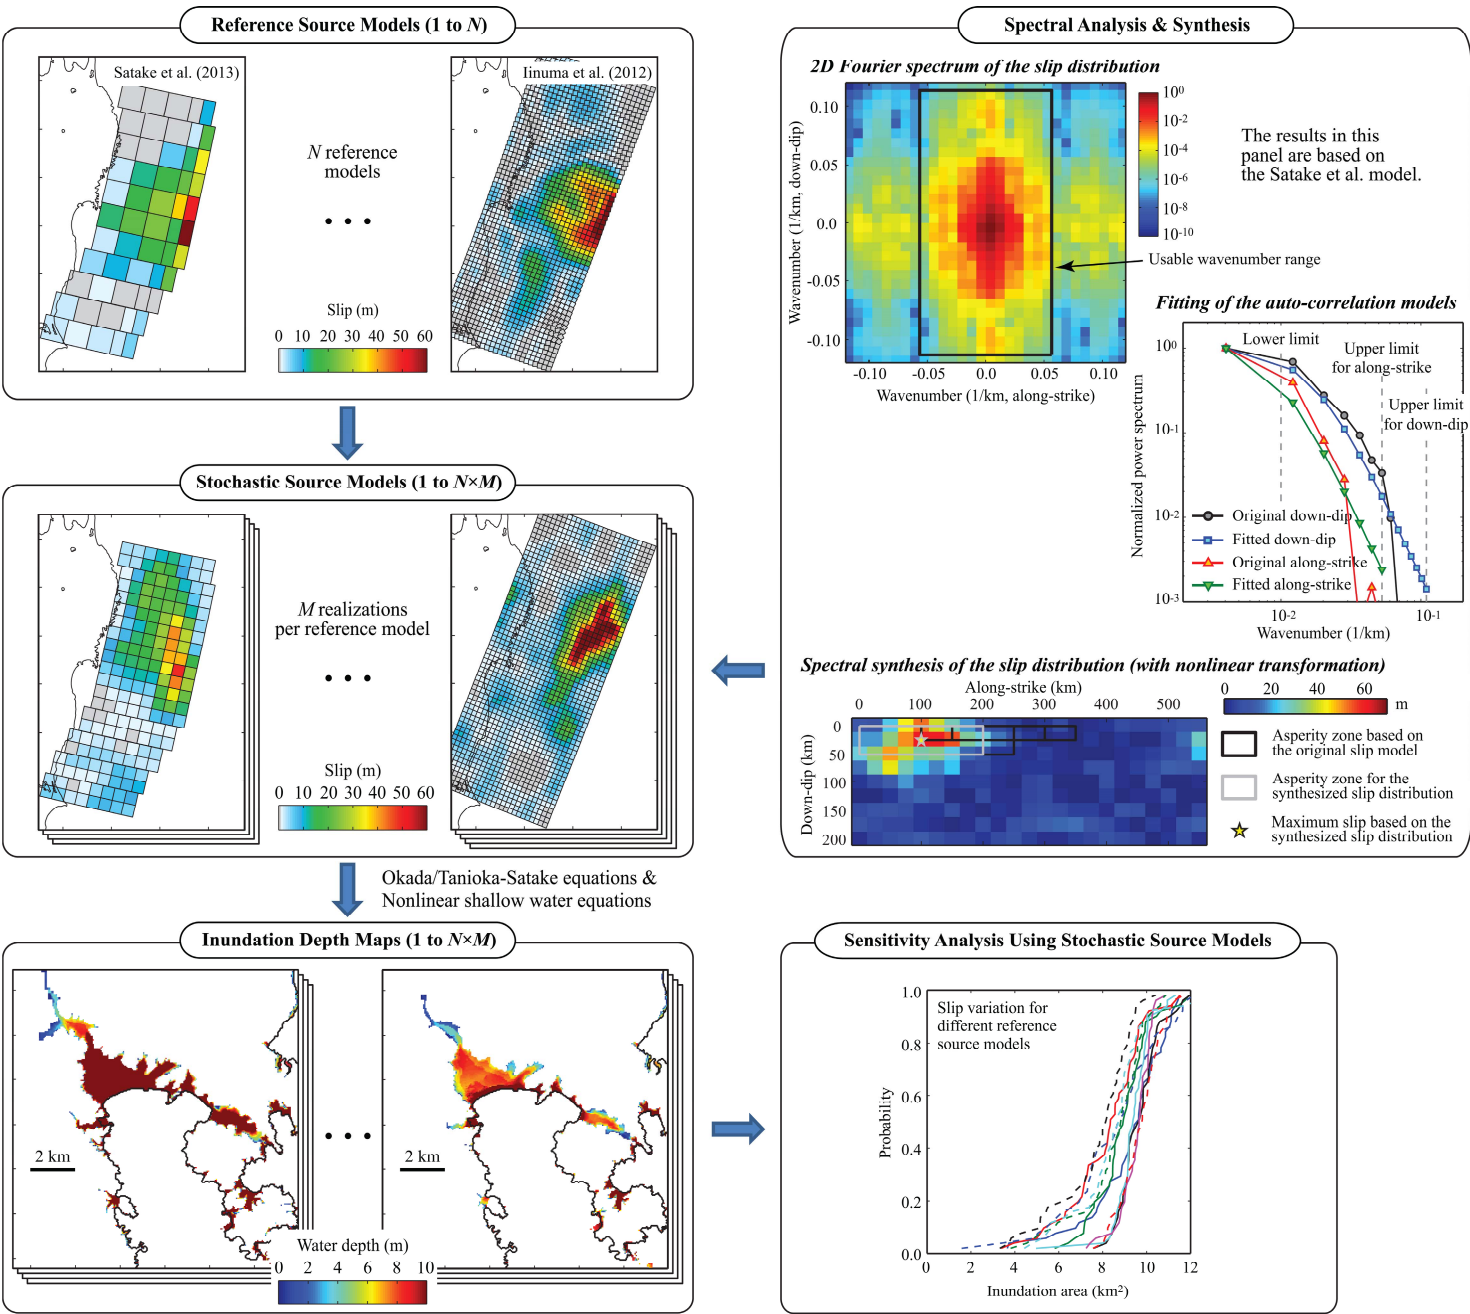 Reference Source Models (1 to N)
Satake et al. (2013)
Iinuma et al. (2012)
N reference
models
Slip (m)
0 10 20 30 40 50 60
Stochastic Source Models (1 to N×M)
M realizations
per reference model
Slip (m)
0 10 20 30 40 50 60
Okada/Tanioka-Satake equations &
Nonlinear shallow water equations
Inundation Depth Maps (1 to N×M)
2 km
2 km
Water depth (m)
0 2 4 6 8 10
Spectral Analysis & Synthesis
2D Fourier spectrum of the slip distribution
Wavenumber (1/km, down-dip)
0.10
0.05
0.0
-0.05
-0.10
-0.10 -0.05 0.0 0.05 0.10
Wavenumber (1/km, along-strike)
10^0
10^-2
10^-4
10^-6
10^-8
10^-10
The results in this
panel are based on
the Satake et al. model.
Usable wavenumber range
Fitting of the auto-correlation models
Normalized power spectrum
10^0
10^-1
10^-2
10^-3
Lower limit
Upper limit
for along-strike
Upper limit
for down-dip
Original down-dip
Fitted down-dip
Original along-strike
Fitted along-strike
10^-2 10^-1
Wavenumber (1/km)
Spectral synthesis of the slip distribution (with nonlinear transformation)
Along-strike (km)
0 100 200 300 400 500
Down-dip (km)
0
50
100
150
200
0 20 40 60
m
Asperity zone based on
the original slip model
Asperity zone for the
synthesized slip distribution
Maximum slip based on the
synthesized slip distribution
Sensitivity Analysis Using Stochastic Source Models
Slip variation for
different reference
source models
Probability
1.0
0.8
0.6
0.4
0.2
0.0
0 2 4 6 8 10 12
Inundation area (km²)